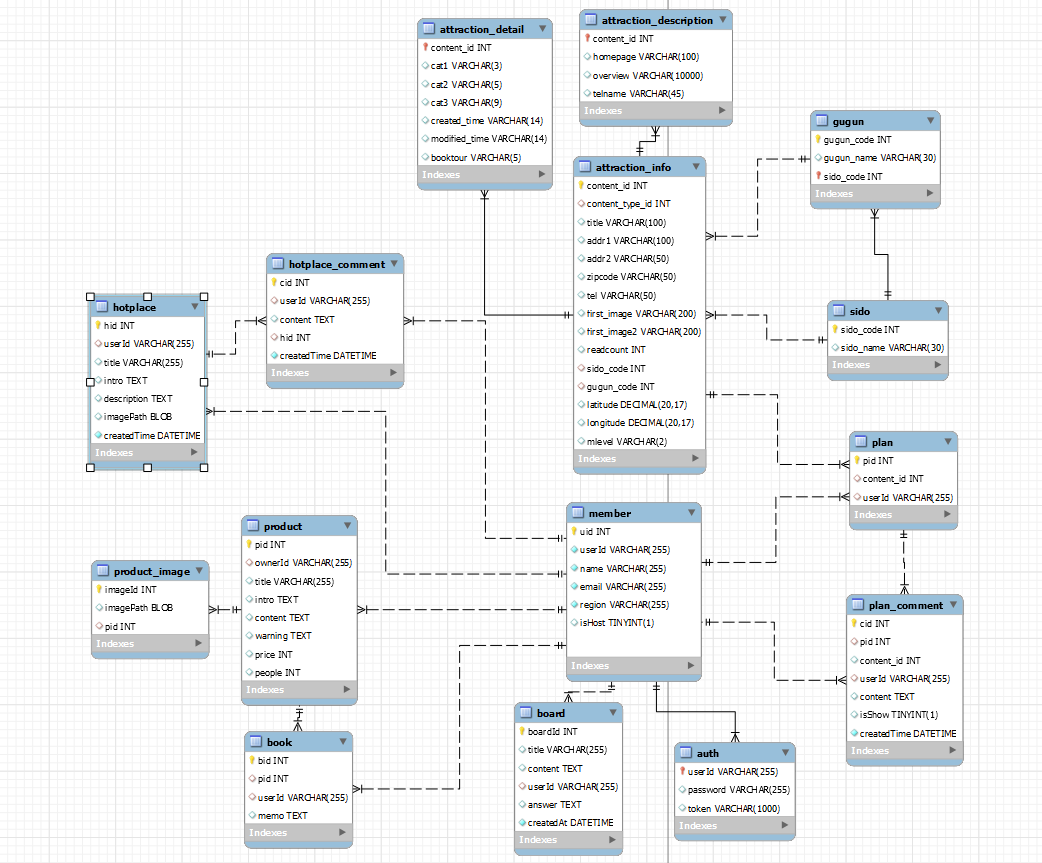 attraction_detail
content_id INT
cat1 VARCHAR(3)
cat2 VARCHAR(5)
cat3 VARCHAR(9)
created_time VARCHAR(14)
modified_time VARCHAR(14)
booktour VARCHAR(5)
Indexes
attraction_description
content_id INT
homepage VARCHAR(100)
overview VARCHAR(10000)
telname VARCHAR(45)
Indexes
gugun
gugun_code INT
gugun_name VARCHAR(30)
sido_code INT
Indexes
attraction_info
content_id INT
content_type_id INT
title VARCHAR(100)
addr1 VARCHAR(100)
addr2 VARCHAR(50)
zipcode VARCHAR(50)
tel VARCHAR(50)
first_image VARCHAR(200)
first_image2 VARCHAR(200)
readcount INT
sido_code INT
gugun_code INT
latitude DECIMAL(20,17)
longitude DECIMAL(20,17)
mlevel VARCHAR(2)
Indexes
hotplace_comment
cid INT
userId VARCHAR(255)
content TEXT
hid INT
createdTime DATETIME
Indexes
hotplace
hid INT
userId VARCHAR(255)
title VARCHAR(255)
intro TEXT
description TEXT
imagePath BLOB
createdTime DATETIME
Indexes
sido
sido_code INT
sido_name VARCHAR(30)
Indexes
plan
pid INT
content_id INT
userId VARCHAR(255)
Indexes
member
uid INT
userId VARCHAR(255)
name VARCHAR(255)
email VARCHAR(255)
region VARCHAR(255)
isHost TINYINT(1)
Indexes
product
pid INT
ownerId VARCHAR(255)
title VARCHAR(255)
intro TEXT
content TEXT
warning TEXT
price INT
people INT
Indexes
product_image
imageId INT
imagePath BLOB
pid INT
Indexes
plan_comment
cid INT
pid INT
content_id INT
userId VARCHAR(255)
content TEXT
isShow TINYINT(1)
createdTime DATETIME
Indexes
book
bid INT
pid INT
userId VARCHAR(255)
memo TEXT
Indexes
board
boardId INT
title VARCHAR(255)
content TEXT
userId VARCHAR(255)
answer TEXT
createdAt DATETIME
Indexes
auth
userId VARCHAR(255)
password VARCHAR(255)
token VARCHAR(1000)
Indexes